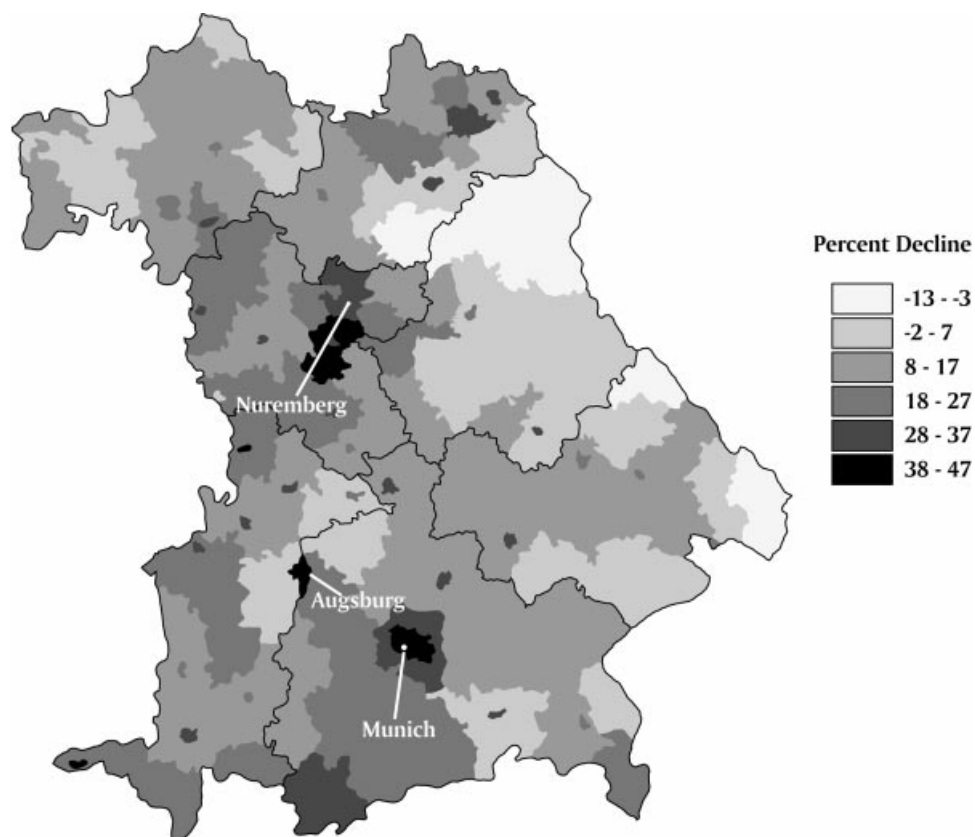 Percent Decline
-13 - -3
-2 - 7
8 - 17
18 - 27
28 - 37
38 - 47
Nuremberg
Augsburg
Munich